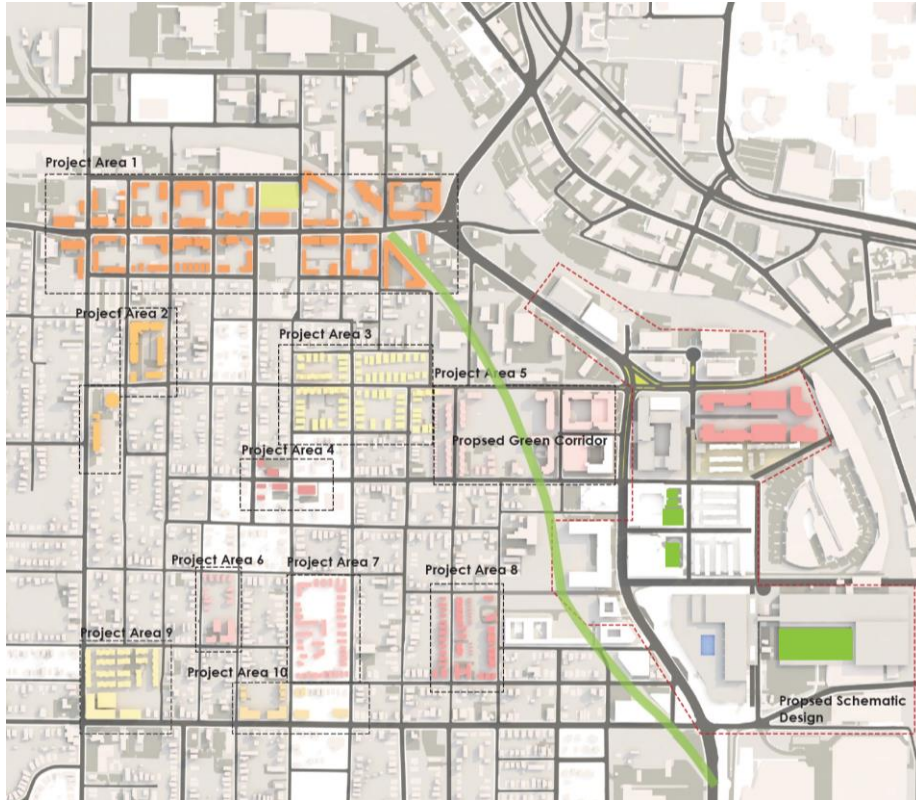 Project Area 1
Project Area 2
Project Area 3
Project Area 5
Propsed Green Corridor
Project Area 4
Project Area 6
Project Area 7
Project Area 8
Project Area 9
Project Area 10
Propsed Schematic
Design